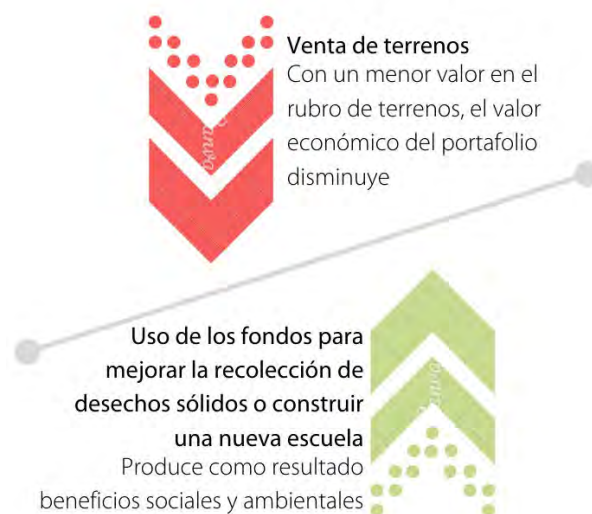 Venta de terrenos
Con un menor valor en el
rubro de terrenos, el valor
económico del portafolio
disminuye
Uso de los fondos para
mejorar la recolección de
desechos sólidos o construir
una nueva escuela
Produce como resultado
beneficios sociales y ambientales